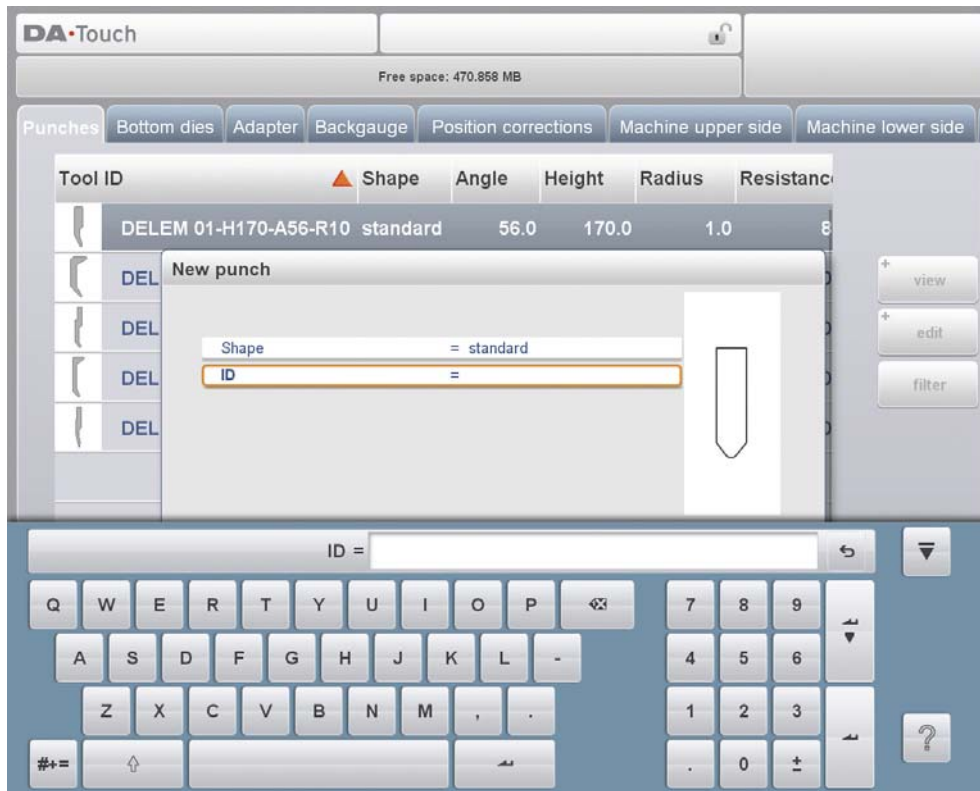 DA·Touch
Free space: 470.858 MB
Punches Bottom dies Adapter Backgauge Position corrections Machine upper side Machine lower side
Tool ID Shape Angle Height Radius Resistanc
DELEM 01-H170-A56-R10 standard 56.0 170.0 1.0 8
New punch
DEL
view
DEL
edit
Shape = standard
ID =
DEL
filter
DEL
ID =
Q W E R T Y U I O P 7 8 9
A S D F G H J K L - 4 5 6
Z X C V B N M , . 1 2 3
#+= . 0 ±
?